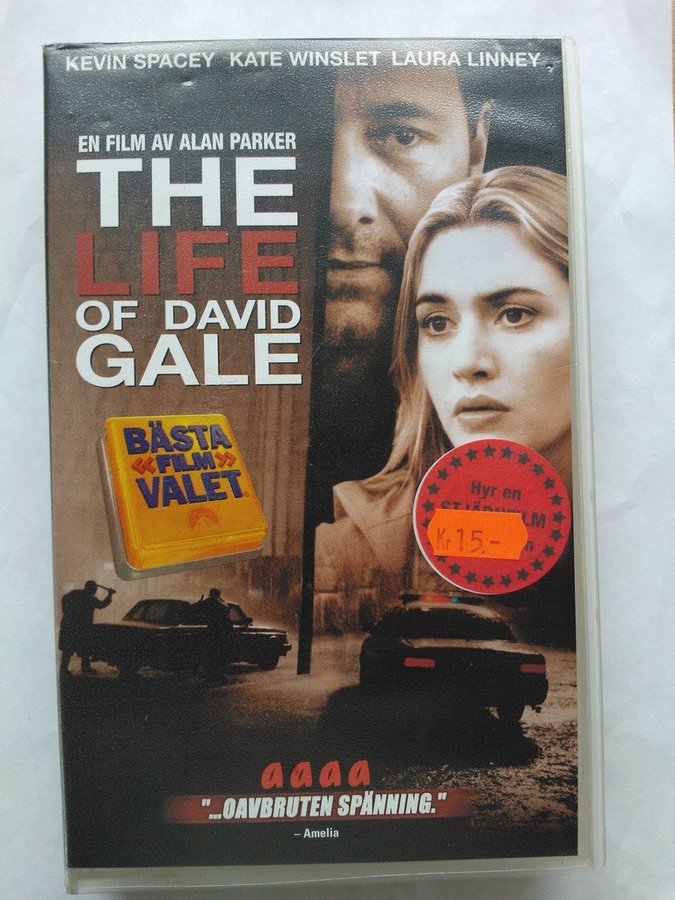 KEVIN SPACEY KATE WINSLET LAURA LINNEY
EN FILM AV ALAN PARKER
THE
LIFE
OF DAVID
GALE
BÄSTA
«FILM»
VALET
Hyr en
Kr 15.-
aaaa
"...OAVBRUTEN SPÄNNING."
– Amelia